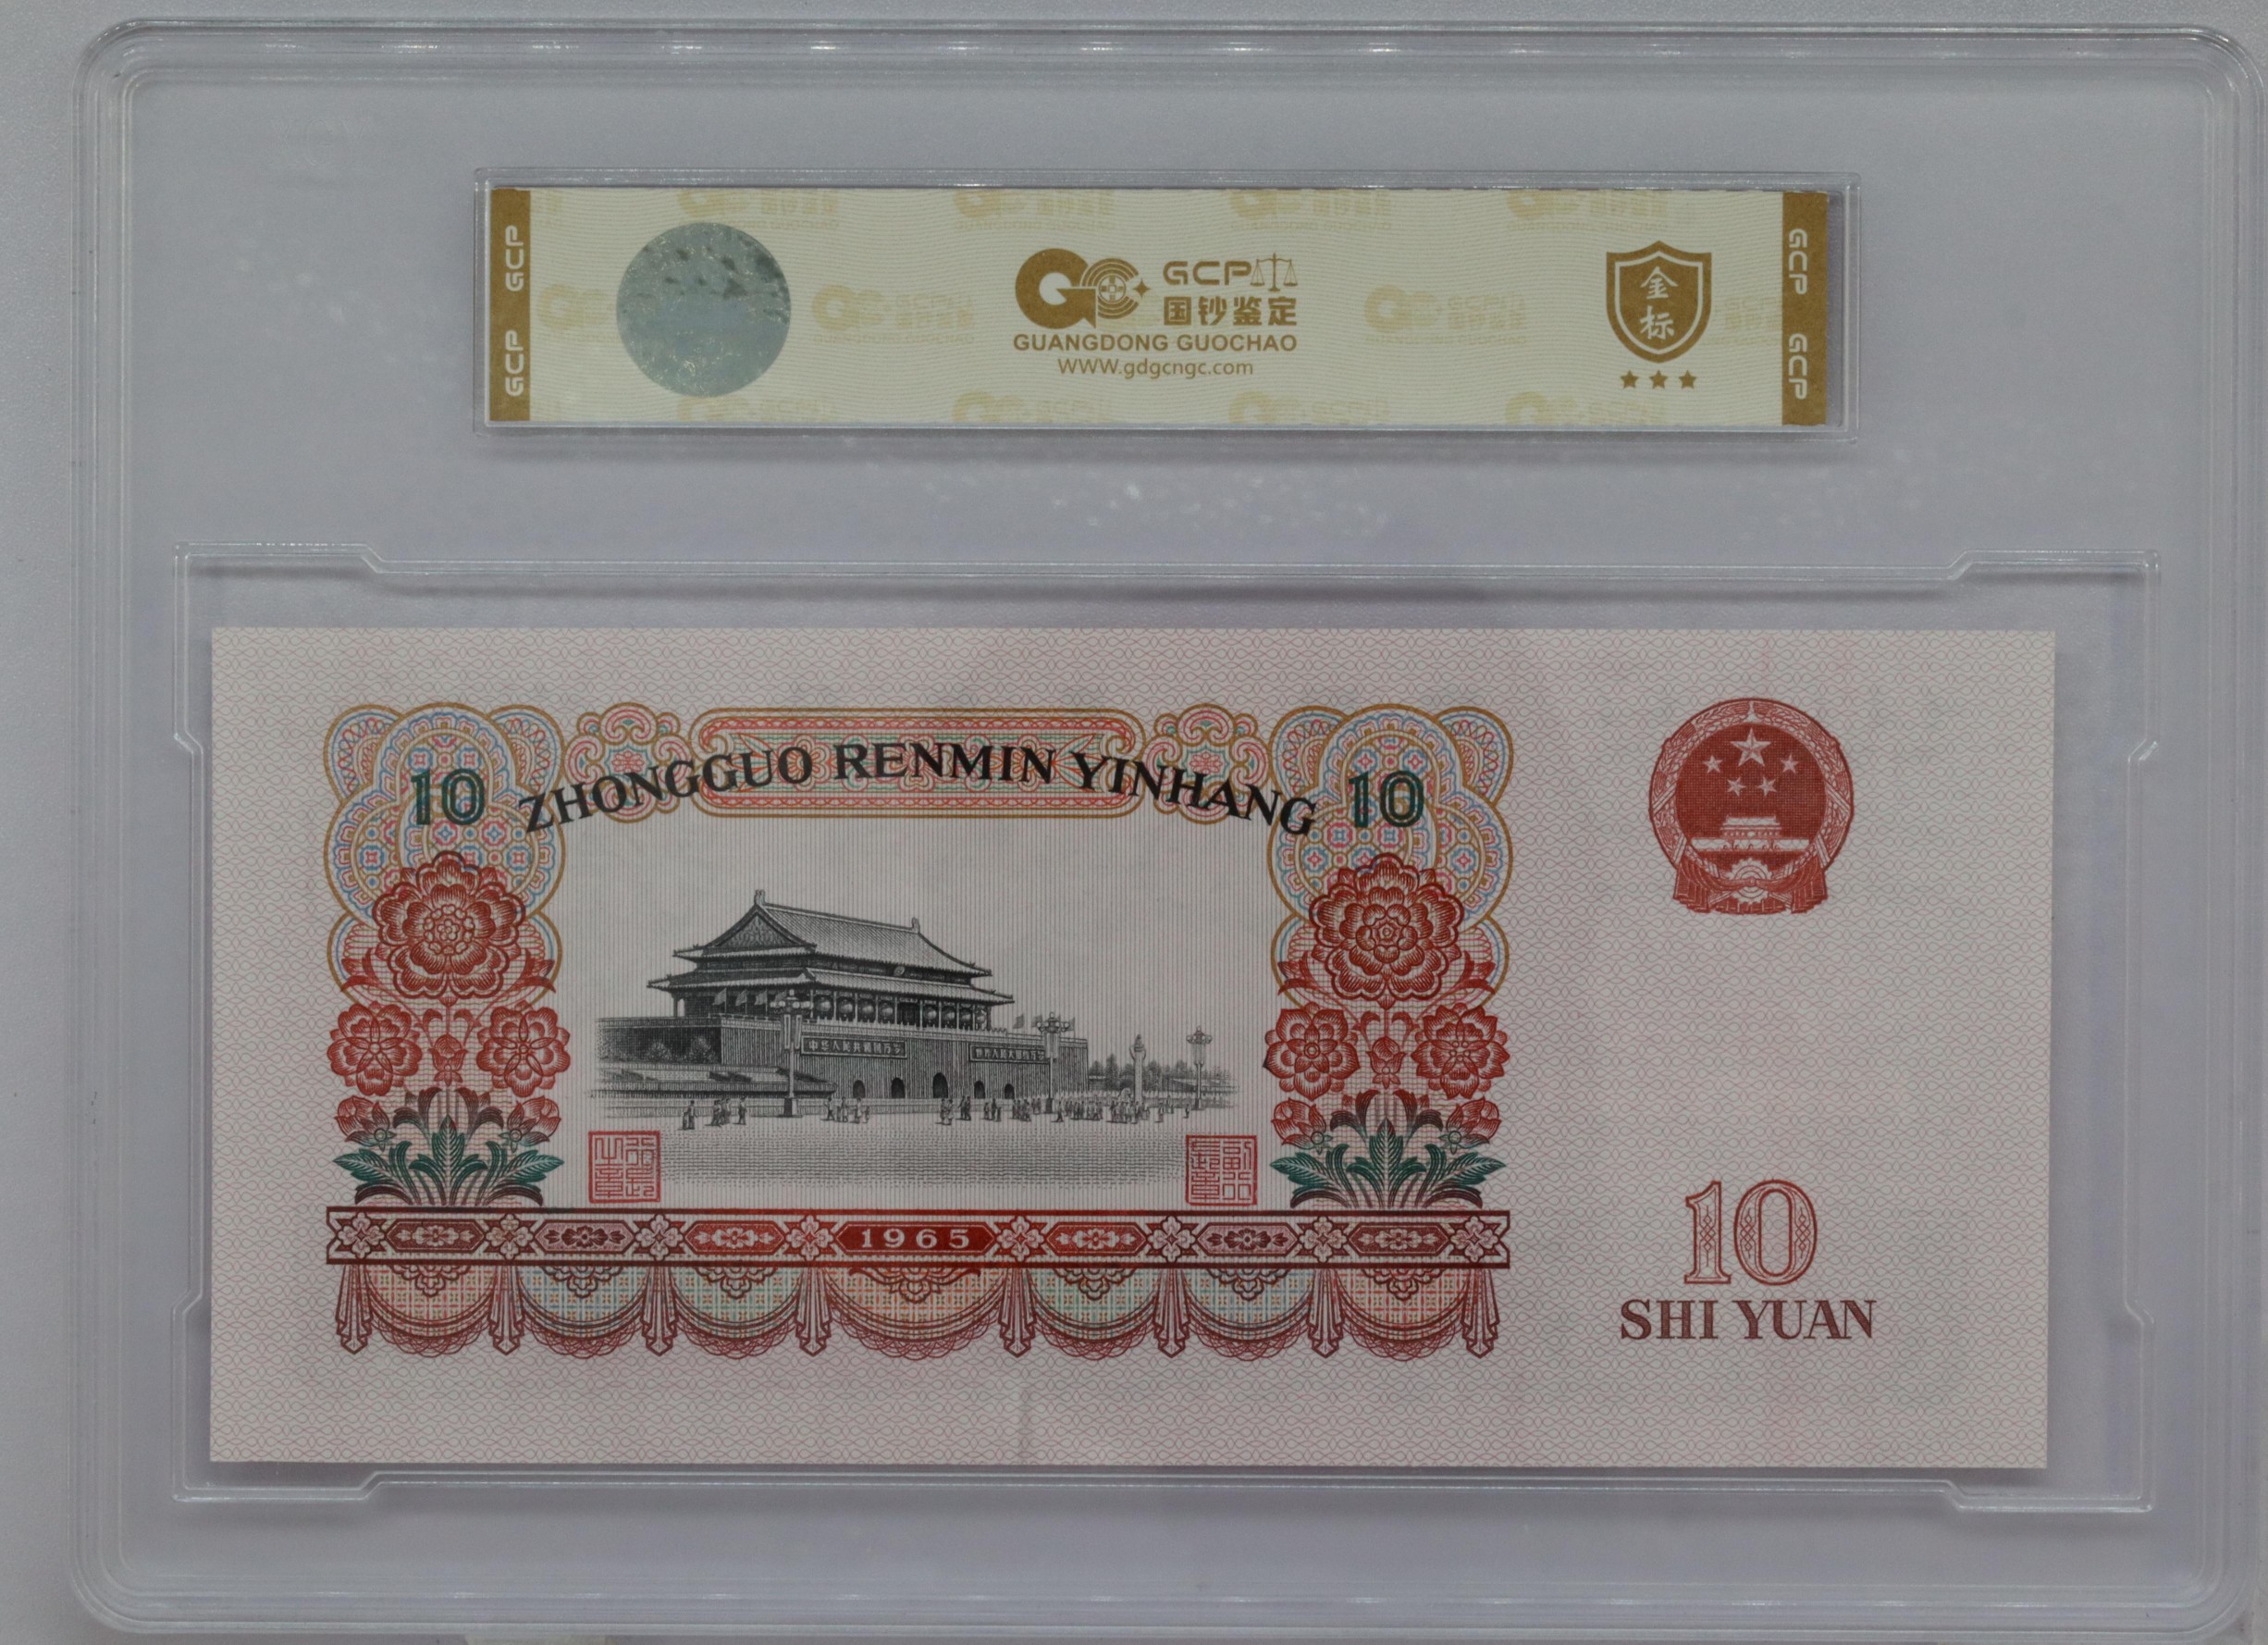 GCP GCP
GCP
国钞鉴定
GUANGDONG GUOCHAO
WWW.gdgcngc.com
金
标
GCP GCP
10 ZHONGGUO RENMIN YINHANG 10
1965
10
SHI YUAN